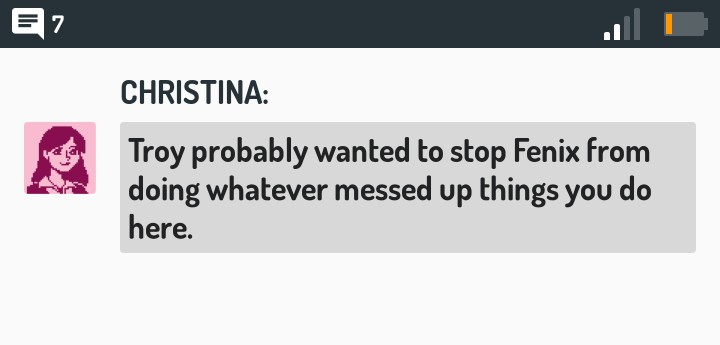 7
CHRISTINA:
Troy probably wanted to stop Fenix from
doing whatever messed up things you do
here.